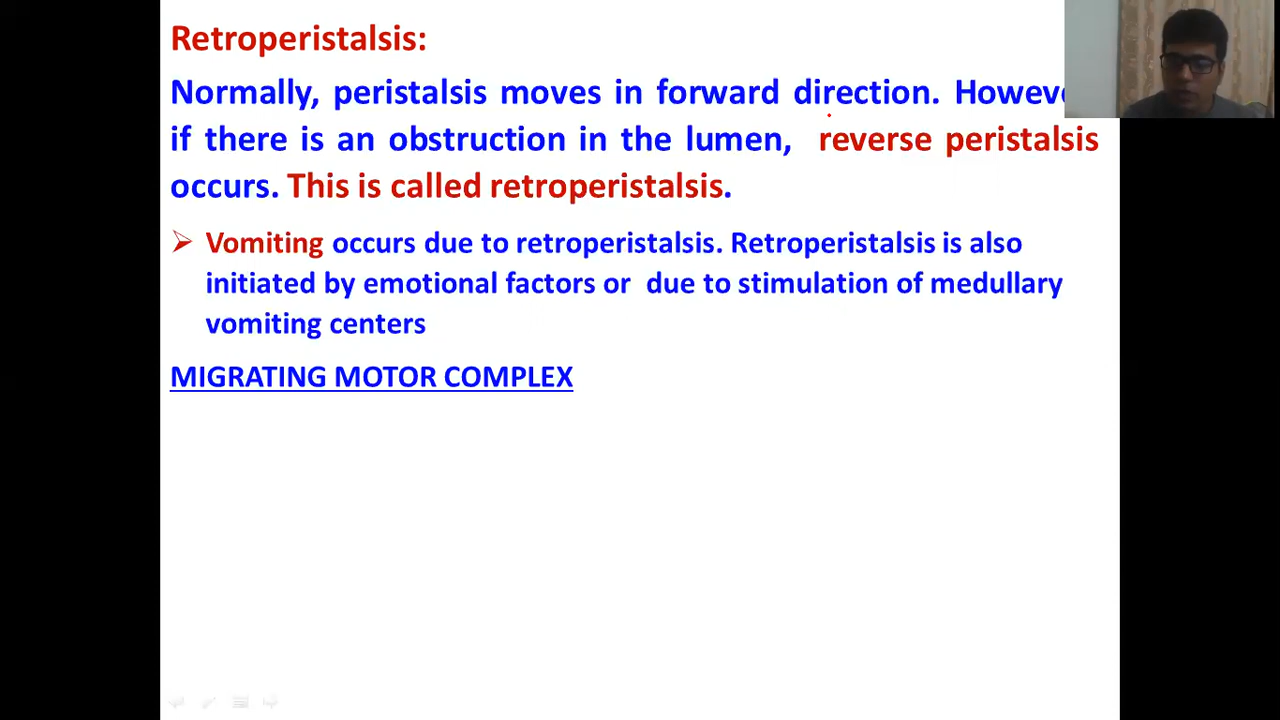 Retroperistalsis:
Normally, peristalsis moves in forward direction.
if there is an obstruction in the lumen, reverse peristalsis
occurs. This is called retroperistalsis.
➢ Vomiting occurs due to retroperistalsis. Retroperistalsis is also
initiated by emotional factors or due to stimulation of medullary
vomiting centers
MIGRATING MOTOR COMPLEX